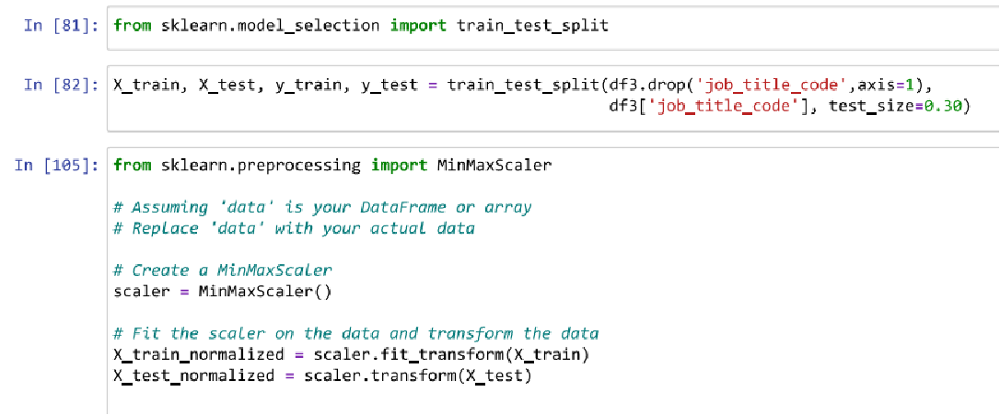 In [81]: from sklearn.model_selection import train_test_split
In [82]: X_train, X_test, y_train, y_test = train_test_split(df3.drop('job_title_code',axis=1),
df3['job_title_code'], test_size=0.30)
In [105]: from sklearn.preprocessing import MinMaxScaler
# Assuming 'data' is your DataFrame or array
# Replace 'data' with your actual data
# Create a MinMaxScaler
scaler = MinMaxScaler()
# Fit the scaler on the data and transform the data
X_train_normalized = scaler.fit_transform(X_train)
X_test_normalized = scaler.transform(X_test)